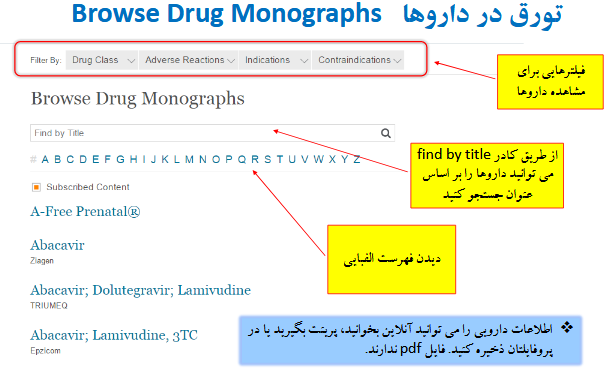 تورق در داروها Browse Drug Monographs
Filter By: Drug Class Adverse Reactions Indications Contraindications
فیلترهایی برای
مشاهده داروها
Browse Drug Monographs
Find by Title
از طریق کادر find by title
می توانید داروها را بر اساس
عنوان جستجو کنید
# A B C D E F G H I J K L M N O P Q R S T U V W X Y Z
Subscribed Content
A-Free Prenatal®
دیدن فهرست الفبایی
Abacavir
Ziagen
Abacavir; Dolutegravir; Lamivudine
TRIUMEQ
Abacavir; Lamivudine, 3TC
Epzicom
❖ اطلاعات دارویی را می توانید آنلاین بخوانید، پرینت بگیرید یا در
پروفایلتان ذخیره کنید. فایل pdf ندارند.